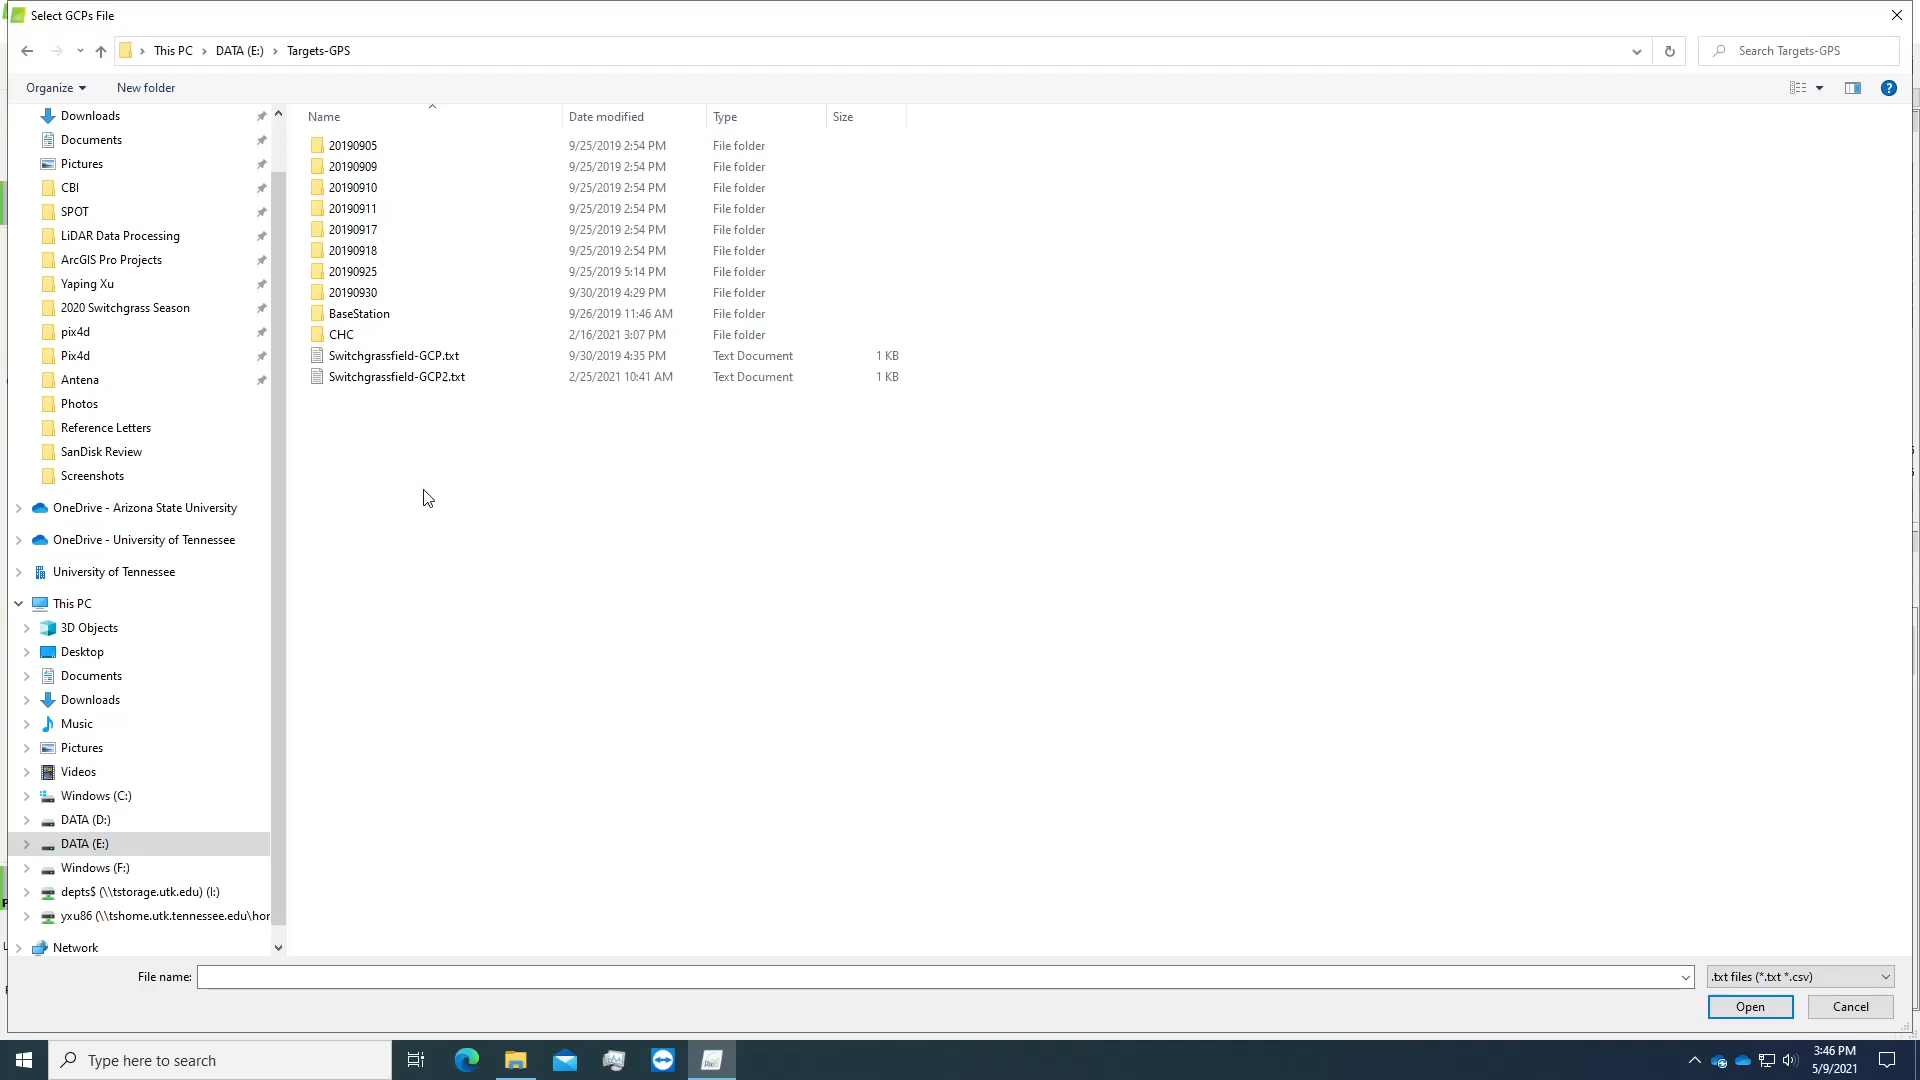 Select GCPs File
This PC > DATA (E:) > Targets-GPS
Search Targets-GPS
Organize
New folder
Name
Date modified
Type
Size
20190905 9/25/2019 2:54 PM File folder
20190909 9/25/2019 2:54 PM File folder
20190910 9/25/2019 2:54 PM File folder
20190911 9/25/2019 2:54 PM File folder
20190917 9/25/2019 2:54 PM File folder
20190918 9/25/2019 2:54 PM File folder
20190925 9/25/2019 5:14 PM File folder
20190930 9/30/2019 4:29 PM File folder
BaseStation 9/26/2019 11:46 AM File folder
CHC 2/16/2021 3:07 PM File folder
Switchgrassfield-GCP.txt 9/30/2019 4:35 PM Text Document 1 KB
Switchgrassfield-GCP2.txt 2/25/2021 10:41 AM Text Document 1 KB
Downloads
Documents
Pictures
CBI
SPOT
LiDAR Data Processing
ArcGIS Pro Projects
Yaping Xu
2020 Switchgrass Season
pix4d
Pix4d
Antena
Photos
Reference Letters
SanDisk Review
Screenshots
OneDrive - Arizona State University
OneDrive - University of Tennessee
University of Tennessee
This PC
3D Objects
Desktop
Documents
Downloads
Music
Pictures
Videos
Windows (C:)
DATA (D:)
DATA (E:)
Windows (F:)
depts$ (\\tstorage.utk.edu) (I:)
yxu86 (\\tshome.utk.tennessee.edu\hor
Network
File name:
.txt files (*.txt *.csv)
Open
Cancel
Type here to search
3:46 PM
5/9/2021